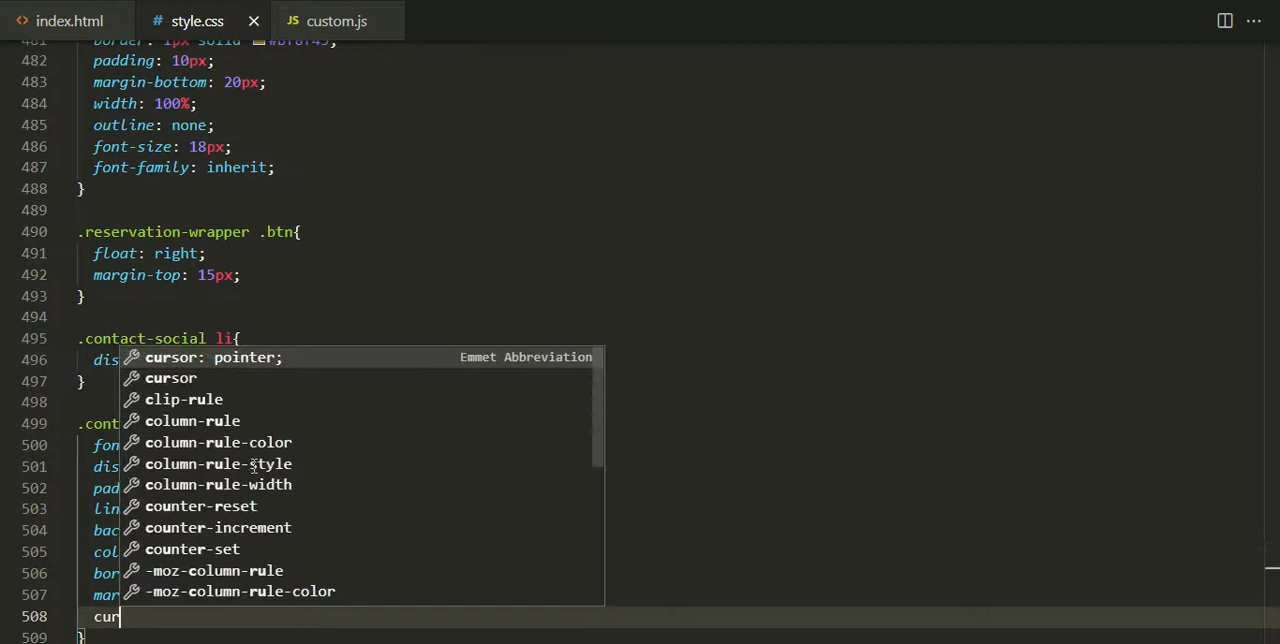 index.html
style.css
JS custom.js
481 border: 1px solid #bf8f45;
482 padding: 10px;
483 margin-bottom: 20px;
484 width: 100%;
485 outline: none;
486 font-size: 18px;
487 font-family: inherit;
488 }
489
490 .reservation-wrapper .btn{
491 float: right;
492 margin-top: 15px;
493 }
494
495 .contact-social li{
496 dis
497 }
498
499 .cont
500 fon
501 dis
502 pad
503 lin
504 bac
505 col
506 bor
507 mar
508 cur
509 }
cursor: pointer; Emmet Abbreviation
cursor
clip-rule
column-rule
column-rule-color
column-rule-style
column-rule-width
counter-reset
counter-increment
counter-set
-moz-column-rule
-moz-column-rule-color